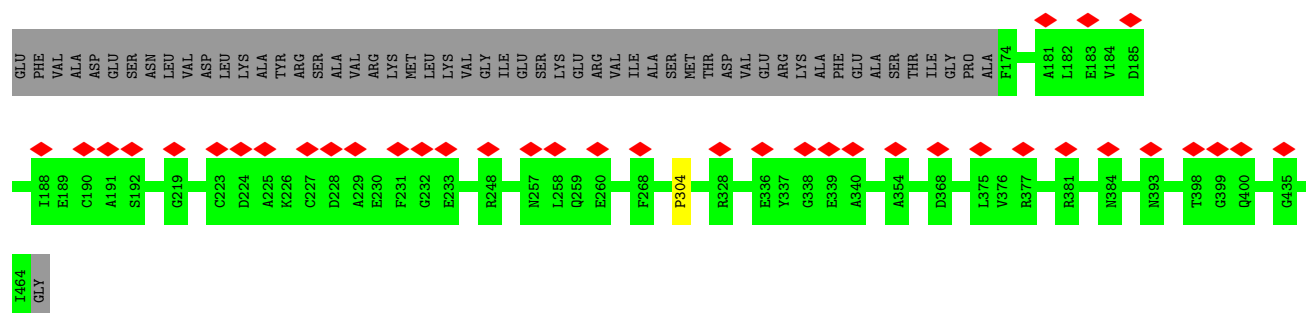 GLU PHE VAL ALA ASP GLU SER ASN LEU VAL ASP LEU LYS ALA TYR ARG SER ALA VAL ARG LYS MET LEU LYS VAL GLY ILE GLU SER LYS GLU ARG VAL ILE ALA SER MET THR ASP VAL GLU ARG LYS ALA PHE GLU ALA SER THR ILE GLY PRO ALA F174 A181 L182 E183 V184 D185
I188 E189 C190 A191 S192 G219 C223 D224 A225 K226 C227 D228 A229 E230 F231 G232 E233 R248 N257 L258 Q259 E260 F268 P304 R328 E336 Y337 G338 E339 A340 A354 D368 L375 V376 R377 R381 N384 N393 T398 G399 Q400 G435
I464 GLY